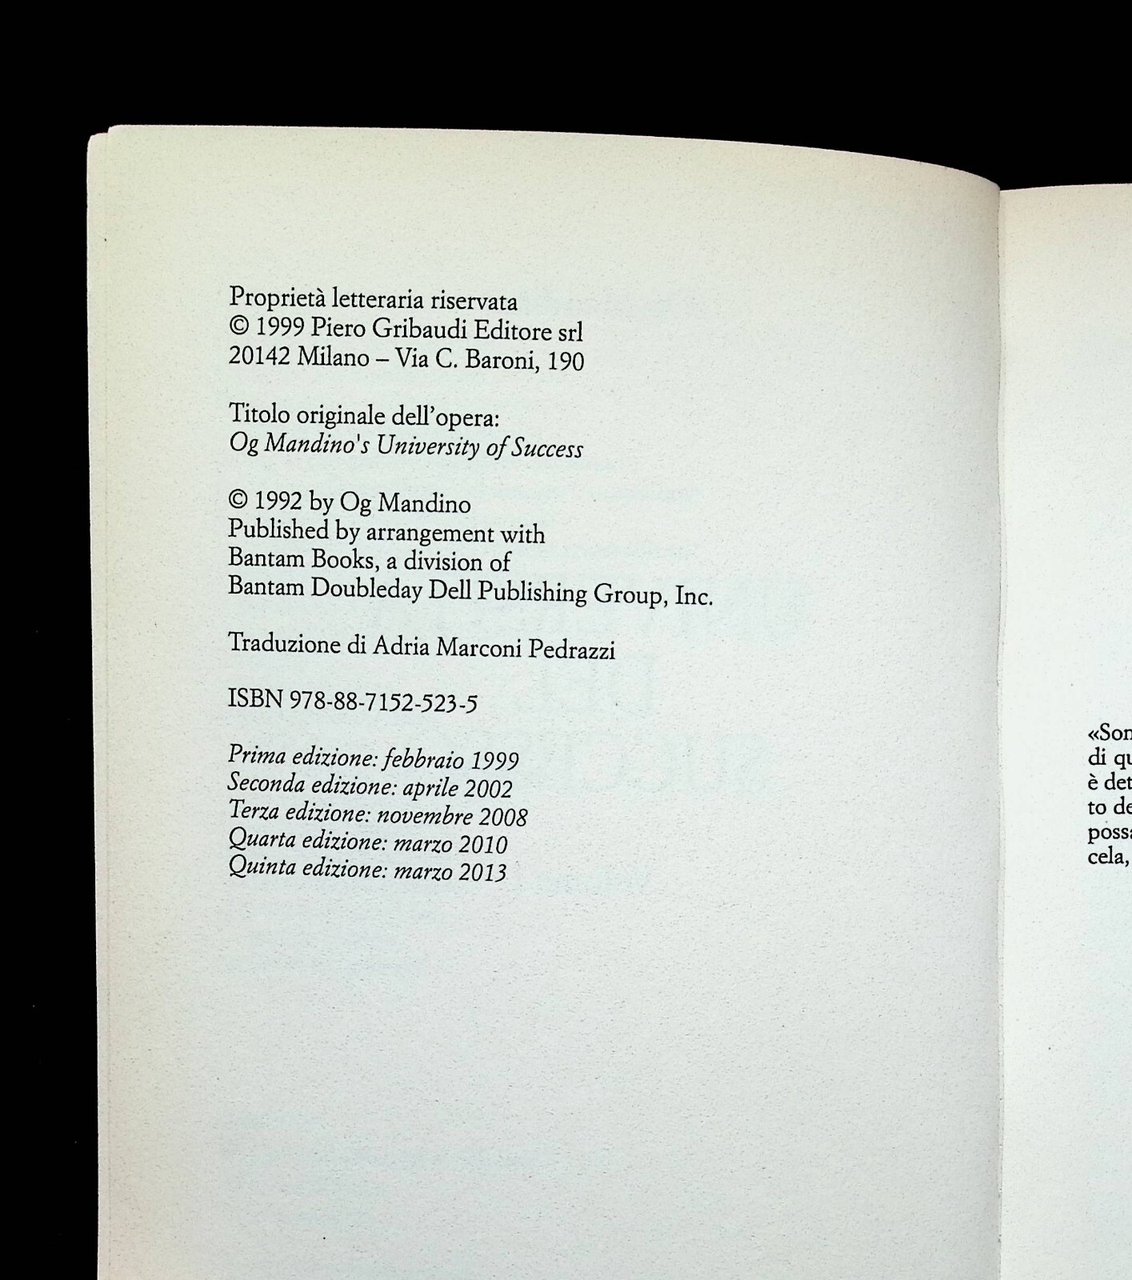 Proprietà letteraria riservata
© 1999 Piero Gribaudi Editore srl
20142 Milano – Via C. Baroni, 190
Titolo originale dell'opera:
Og Mandino's University of Success
© 1992 by Og Mandino
Published by arrangement with
Bantam Books, a division of
Bantam Doubleday Dell Publishing Group, Inc.
Traduzione di Adria Marconi Pedrazzi
ISBN 978-88-7152-523-5
Prima edizione: febbraio 1999
Seconda edizione: aprile 2002
Terza edizione: novembre 2008
Quarta edizione: marzo 2010
Quinta edizione: marzo 2013
«Son
di qu
è det
to de
possa
cela,